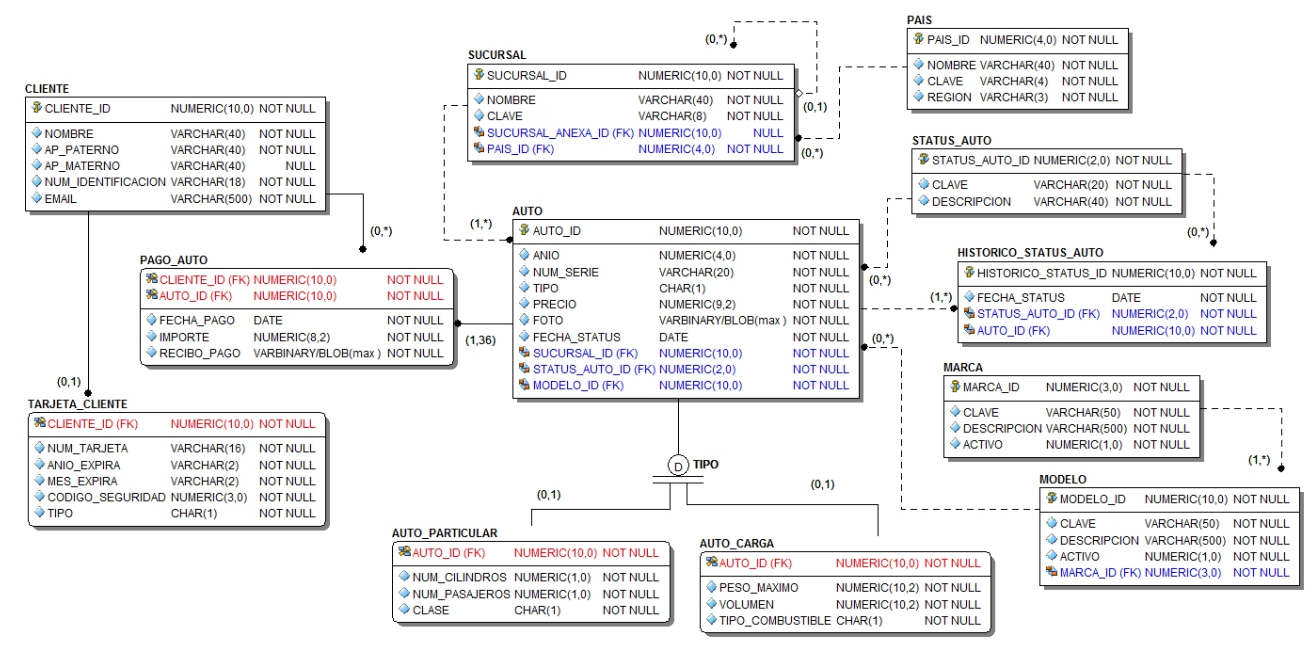 PAIS
PAIS_ID NUMERIC(4,0) NOT NULL
NOMBRE VARCHAR(40) NOT NULL
CLAVE VARCHAR(4) NOT NULL
REGION VARCHAR(3) NOT NULL
(0,*)
(0,1)
(0,*)
SUCURSAL
SUCURSAL_ID NUMERIC(10,0) NOT NULL
NOMBRE VARCHAR(40) NOT NULL
CLAVE VARCHAR(8) NOT NULL
SUCURSAL_ANEXA_ID (FK) NUMERIC(10,0) NULL
PAIS_ID (FK) NUMERIC(4,0) NOT NULL
CLIENTE
CLIENTE_ID NUMERIC(10,0) NOT NULL
NOMBRE VARCHAR(40) NOT NULL
AP_PATERNO VARCHAR(40) NOT NULL
AP_MATERNO VARCHAR(40) NULL
NUM_IDENTIFICACION VARCHAR(18) NOT NULL
EMAIL VARCHAR(500) NOT NULL
STATUS_AUTO
STATUS_AUTO_ID NUMERIC(2,0) NOT NULL
CLAVE VARCHAR(20) NOT NULL
DESCRIPCION VARCHAR(40) NOT NULL
(1,*)
(0,*)
(0,*)
AUTO
AUTO_ID NUMERIC(10,0) NOT NULL
ANIO NUMERIC(4,0) NOT NULL
NUM_SERIE VARCHAR(20) NOT NULL
TIPO CHAR(1) NOT NULL
PRECIO NUMERIC(9,2) NOT NULL
FOTO VARBINARY/BLOB(max ) NOT NULL
FECHA_STATUS DATE NOT NULL
SUCURSAL_ID (FK) NUMERIC(10,0) NOT NULL
STATUS_AUTO_ID (FK) NUMERIC(2,0) NOT NULL
MODELO_ID (FK) NUMERIC(10,0) NOT NULL
(0,*)
(1,*)
(0,*)
HISTORICO_STATUS_AUTO
HISTORICO_STATUS_ID NUMERIC(10,0) NOT NULL
FECHA_STATUS DATE NOT NULL
STATUS_AUTO_ID (FK) NUMERIC(2,0) NOT NULL
AUTO_ID (FK) NUMERIC(10,0) NOT NULL
PAGO_AUTO
CLIENTE_ID (FK) NUMERIC(10,0) NOT NULL
AUTO_ID (FK) NUMERIC(10,0) NOT NULL
FECHA_PAGO DATE NOT NULL
IMPORTE NUMERIC(8,2) NOT NULL
RECIBO_PAGO VARBINARY/BLOB(max ) NOT NULL
(1,36)
(0,1)
MARCA
MARCA_ID NUMERIC(3,0) NOT NULL
CLAVE VARCHAR(50) NOT NULL
DESCRIPCION VARCHAR(500) NOT NULL
ACTIVO NUMERIC(1,0) NOT NULL
(1,*)
TARJETA_CLIENTE
CLIENTE_ID (FK) NUMERIC(10,0) NOT NULL
NUM_TARJETA VARCHAR(16) NOT NULL
ANIO_EXPIRA VARCHAR(2) NOT NULL
MES_EXPIRA VARCHAR(2) NOT NULL
CODIGO_SEGURIDAD NUMERIC(3,0) NOT NULL
TIPO CHAR(1) NOT NULL
D TIPO
(0,1)
(0,1)
MODELO
MODELO_ID NUMERIC(10,0) NOT NULL
CLAVE VARCHAR(50) NOT NULL
DESCRIPCION VARCHAR(500) NOT NULL
ACTIVO NUMERIC(1,0) NOT NULL
MARCA_ID (FK) NUMERIC(3,0) NOT NULL
AUTO_PARTICULAR
AUTO_ID (FK) NUMERIC(10,0) NOT NULL
NUM_CILINDROS NUMERIC(1,0) NOT NULL
NUM_PASAJEROS NUMERIC(1,0) NOT NULL
CLASE CHAR(1) NOT NULL
AUTO_CARGA
AUTO_ID (FK) NUMERIC(10,0) NOT NULL
PESO_MAXIMO NUMERIC(10,2) NOT NULL
VOLUMEN NUMERIC(10,2) NOT NULL
TIPO_COMBUSTIBLE CHAR(1) NOT NULL